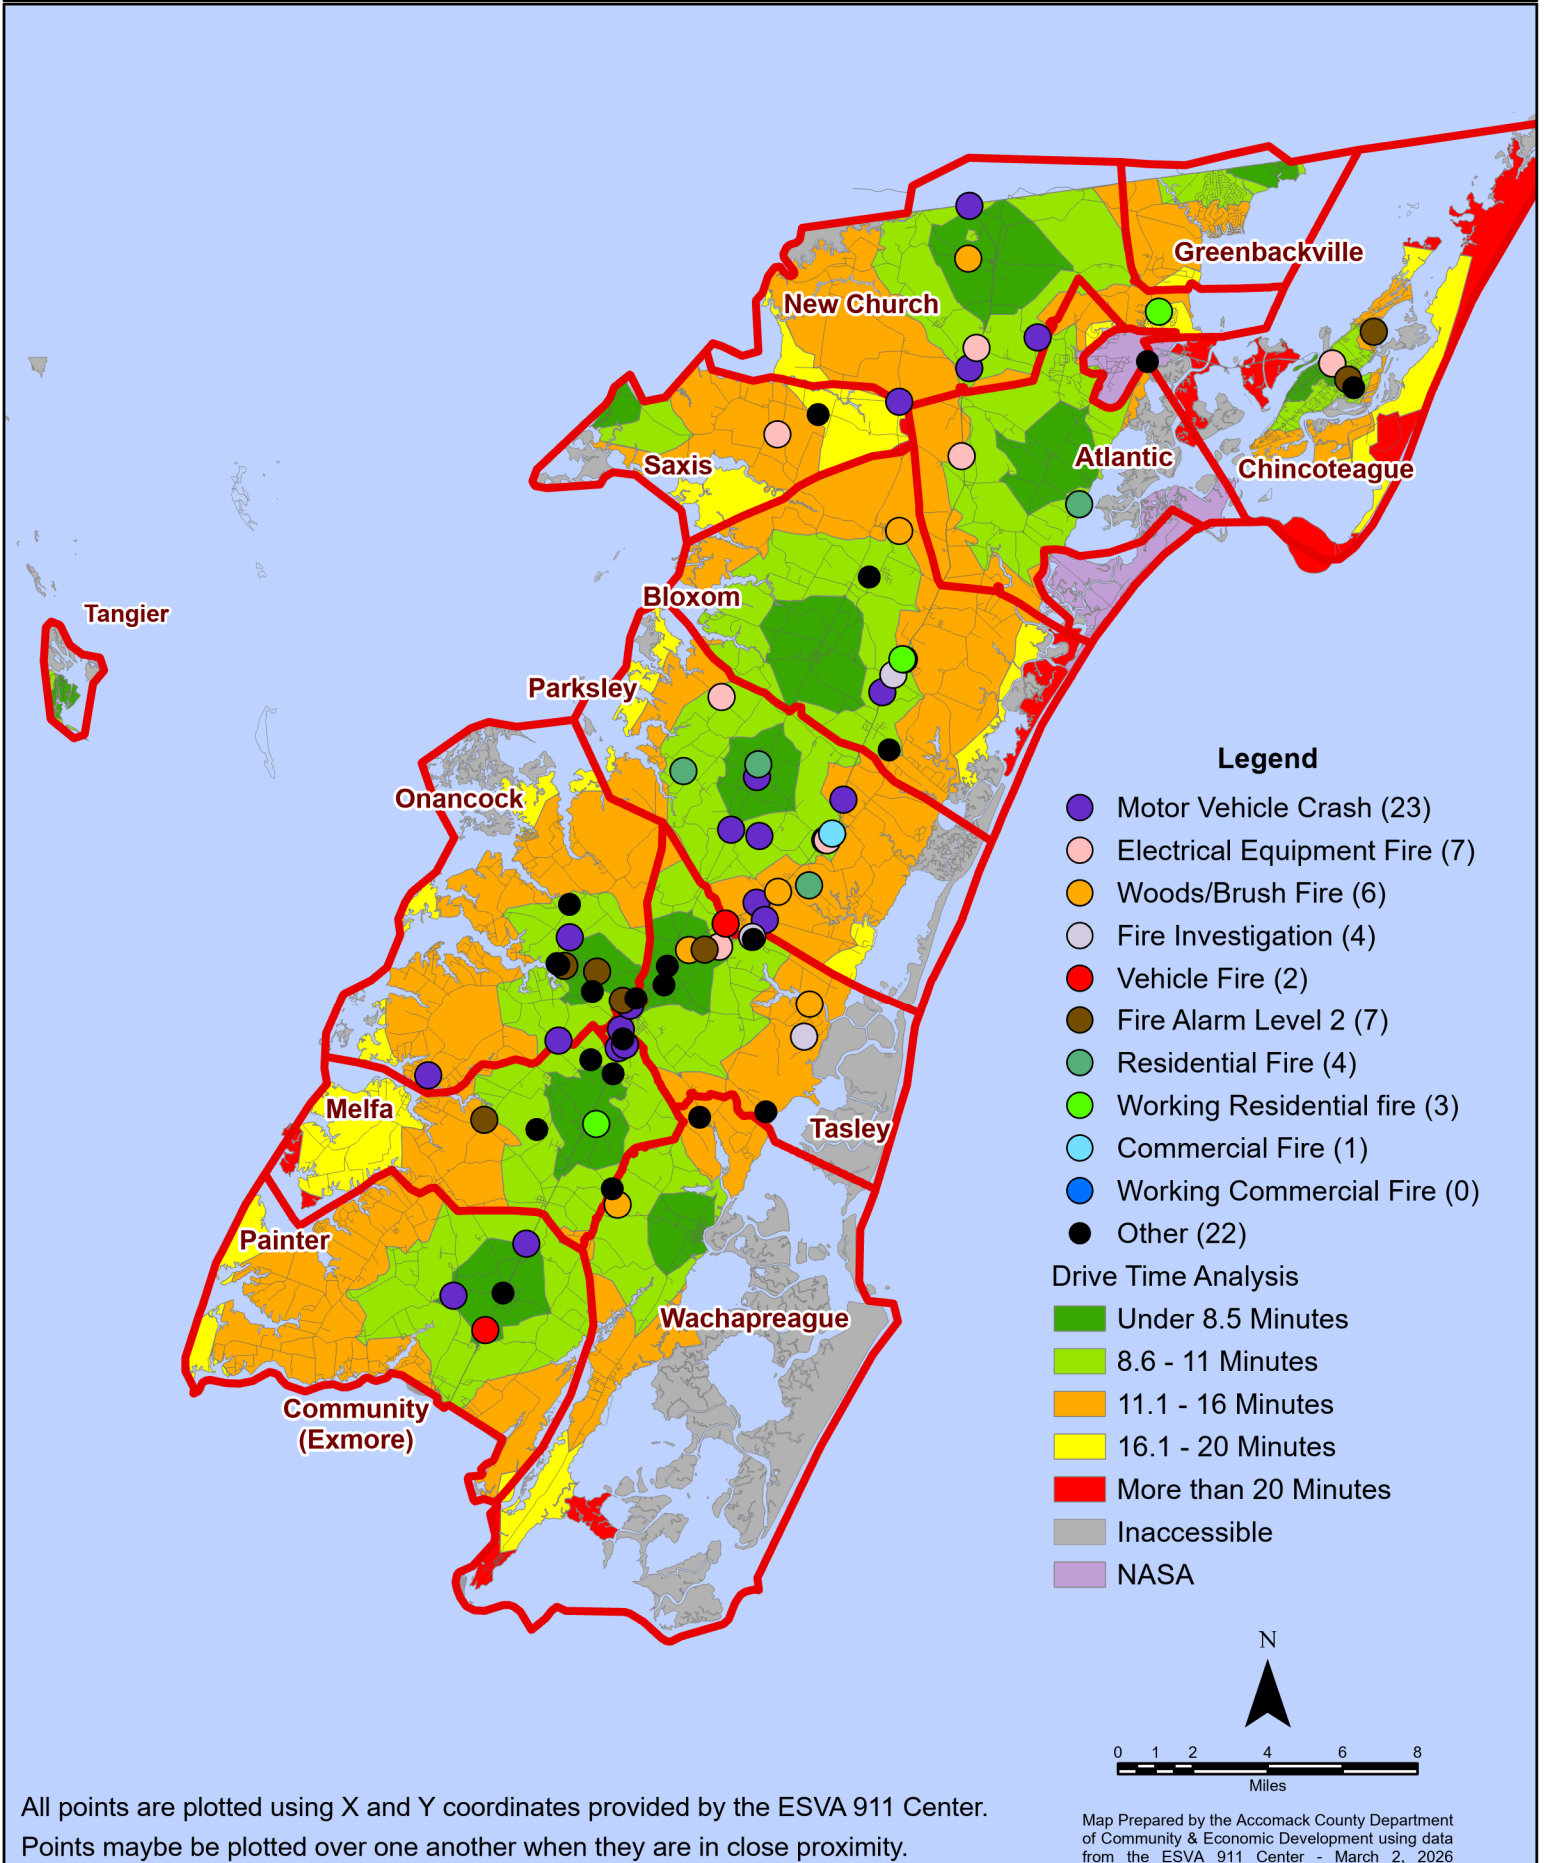 Greenbackville
New Church
Atlantic
Saxis
Chincoteague
Bloxom
Tangier
Parksley
Onancock
Melfa
Tasley
Painter
Wachapreague
Community
(Exmore)
Legend
Motor Vehicle Crash (23)
Electrical Equipment Fire (7)
Woods/Brush Fire (6)
Fire Investigation (4)
Vehicle Fire (2)
Fire Alarm Level 2 (7)
Residential Fire (4)
Working Residential fire (3)
Commercial Fire (1)
Working Commercial Fire (0)
Other (22)
Drive Time Analysis
Under 8.5 Minutes
8.6 - 11 Minutes
11.1 - 16 Minutes
16.1 - 20 Minutes
More than 20 Minutes
Inaccessible
NASA
N
0 1 2 4 6 8
Miles
All points are plotted using X and Y coordinates provided by the ESVA 911 Center.
Points maybe be plotted over one another when they are in close proximity.
Map Prepared by the Accomack County Department
of Community & Economic Development using data
from the ESVA 911 Center - March 2, 2026